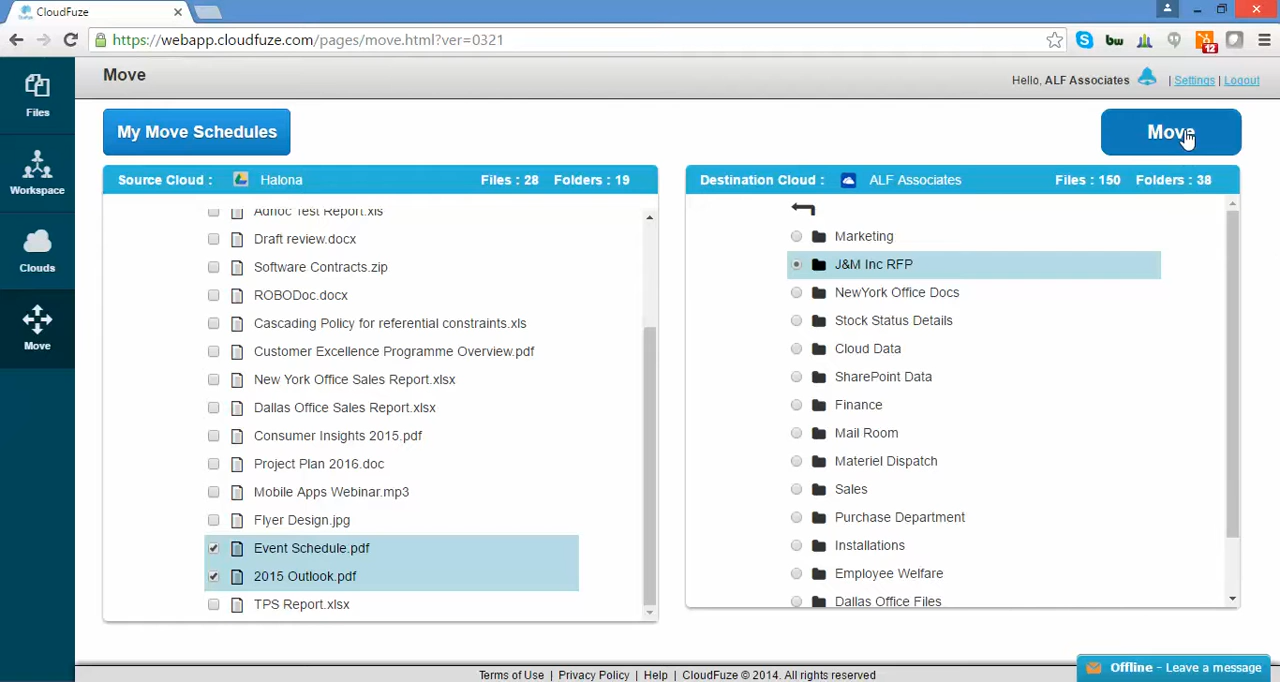 CloudFuze
https://webapp.cloudfuze.com/pages/move.html?ver=0321
bw
12
Files
Workspace
Clouds
Move
Move
Hello, ALF Associates | Settings | Logout
My Move Schedules
Move
Source Cloud : Halona Files : 28 Folders : 19
Adhoc Test Report.xls
Draft review.docx
Software Contracts.zip
ROBODoc.docx
Cascading Policy for referential constraints.xls
Customer Excellence Programme Overview.pdf
New York Office Sales Report.xlsx
Dallas Office Sales Report.xlsx
Consumer Insights 2015.pdf
Project Plan 2016.doc
Mobile Apps Webinar.mp3
Flyer Design.jpg
Event Schedule.pdf
2015 Outlook.pdf
TPS Report.xlsx
Destination Cloud : ALF Associates Files : 150 Folders : 38
Marketing
J&M Inc RFP
NewYork Office Docs
Stock Status Details
Cloud Data
SharePoint Data
Finance
Mail Room
Materiel Dispatch
Sales
Purchase Department
Installations
Employee Welfare
Dallas Office Files
Terms of Use | Privacy Policy | Help | CloudFuze © 2014. All rights reserved
Offline - Leave a message